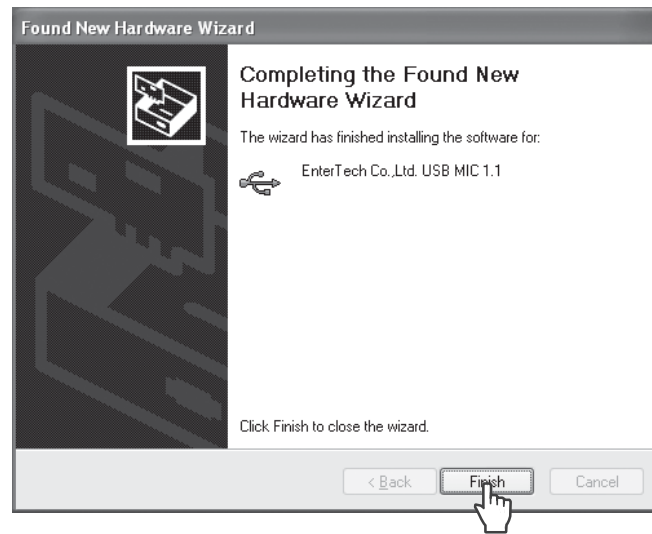 Found New Hardware Wizard
Completing the Found New
Hardware Wizard
The wizard has finished installing the software for:
EnterTech Co.,Ltd. USB MIC 1.1
Click Finish to close the wizard.
< Back
Finish
Cancel